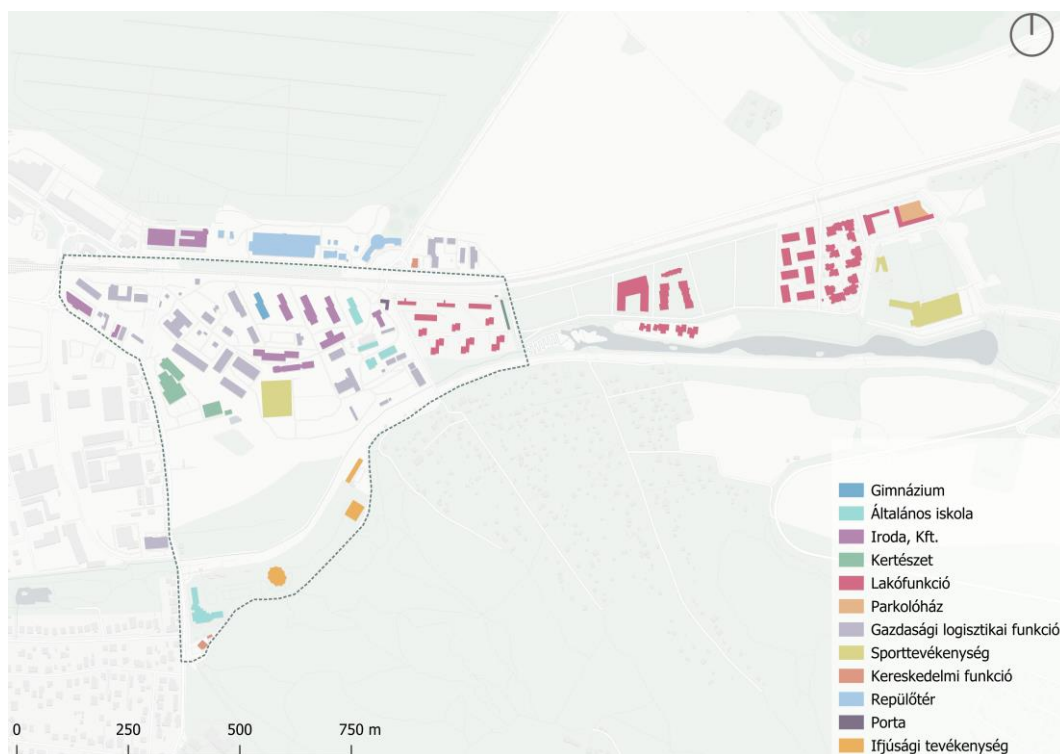 Gimnázium
Általános iskola
Iroda, Kft.
Kertészet
Lakófunkció
Parkolóház
Gazdasági logisztikai funkció
Sporttevékenység
Kereskedelmi funkció
Repülőtér
Porta
Ifjúsági tevékenység
0 250 500 750 m